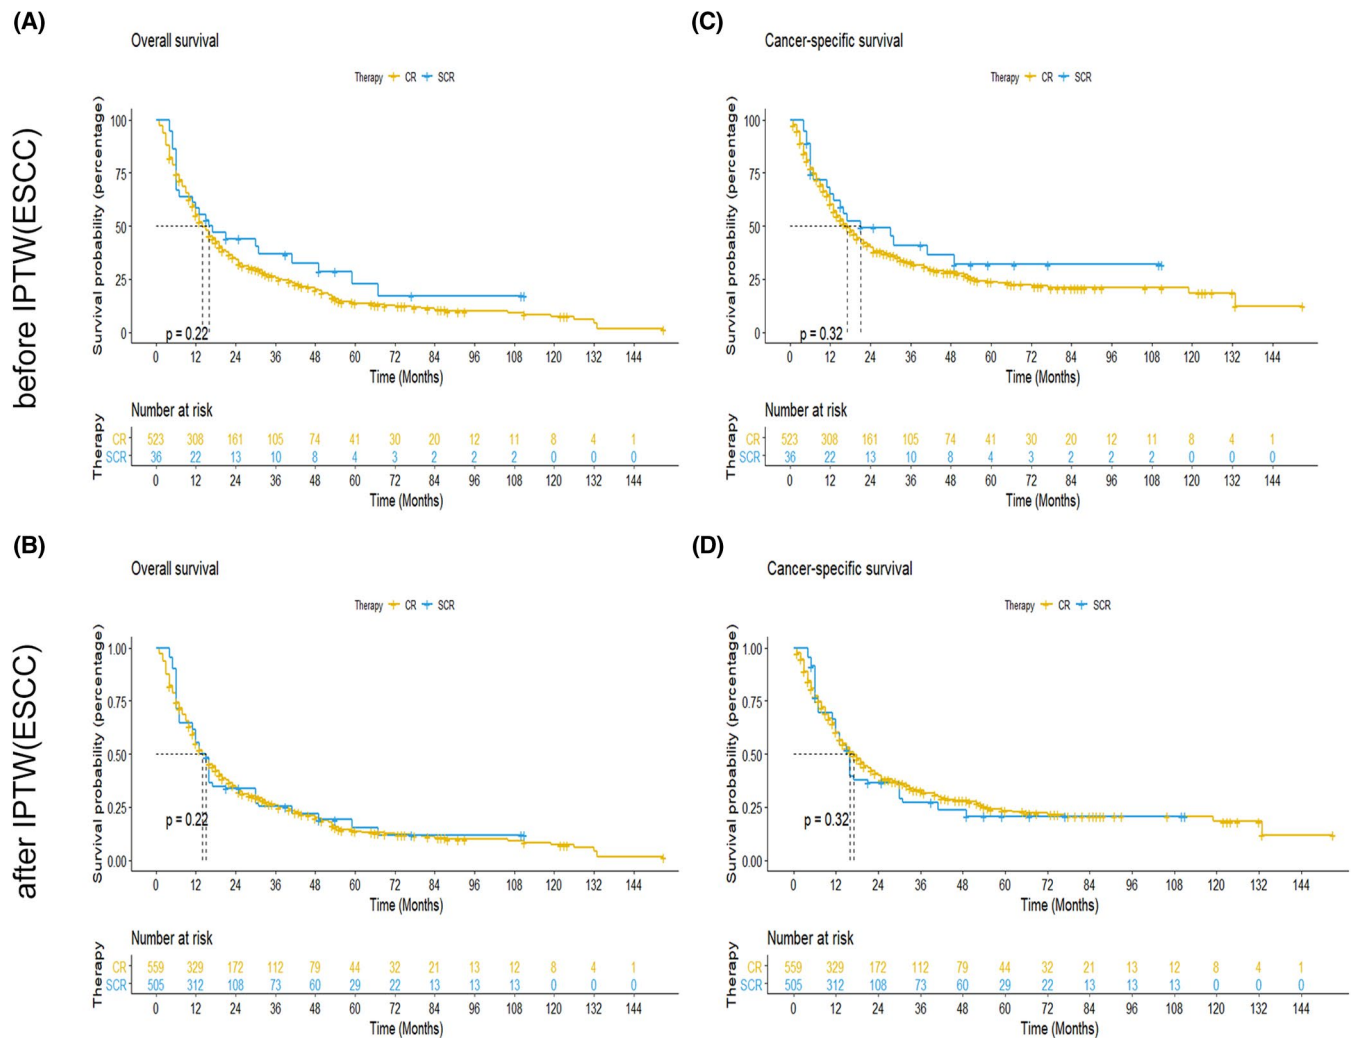 (A)
Overall survival
Therapy CR SCR
before IPTW(ESCC)
Survival probability (percentage)
100
75
50
25
0
p = 0.22
0 12 24 36 48 60 72 84 96 108 120 132 144
Time (Months)
Number at risk
Therapy
CR 523 308 161 105 74 41 30 20 12 11 8 4 1
SCR 36 22 13 10 8 4 3 2 2 2 0 0 0
0 12 24 36 48 60 72 84 96 108 120 132 144
Time (Months)
(C)
Cancer-specific survival
Therapy CR SCR
Survival probability (percentage)
100
75
50
25
0
p = 0.32
0 12 24 36 48 60 72 84 96 108 120 132 144
Time (Months)
Number at risk
Therapy
CR 523 308 161 105 74 41 30 20 12 11 8 4 1
SCR 36 22 13 10 8 4 3 2 2 2 0 0 0
0 12 24 36 48 60 72 84 96 108 120 132 144
Time (Months)
(B)
Overall survival
Therapy CR SCR
after IPTW(ESCC)
Survival probability (percentage)
1.00
0.75
0.50
0.25
0.00
p = 0.22
0 12 24 36 48 60 72 84 96 108 120 132 144
Time (Months)
Number at risk
Therapy
CR 559 329 172 112 79 44 32 21 13 12 8 4 1
SCR 505 312 108 73 60 29 22 13 13 13 0 0 0
0 12 24 36 48 60 72 84 96 108 120 132 144
Time (Months)
(D)
Cancer-specific survival
Therapy CR SCR
Survival probability (percentage)
1.00
0.75
0.50
0.25
0.00
p = 0.32
0 12 24 36 48 60 72 84 96 108 120 132 144
Time (Months)
Number at risk
Therapy
CR 559 329 172 112 79 44 32 21 13 12 8 4 1
SCR 505 312 108 73 60 29 22 13 13 13 0 0 0
0 12 24 36 48 60 72 84 96 108 120 132 144
Time (Months)